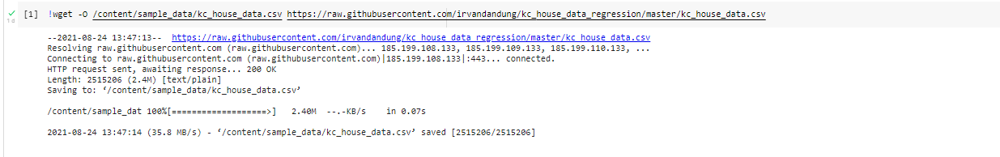 [1] !wget -O /content/sample_data/kc_house_data.csv https://raw.githubusercontent.com/irvandandung/kc_house_data_regression/master/kc_house_data.csv
1 d
--2021-08-24 13:47:13-- https://raw.githubusercontent.com/irvandandung/kc_house_data_regression/master/kc_house_data.csv
Resolving raw.githubusercontent.com (raw.githubusercontent.com)... 185.199.108.133, 185.199.109.133, 185.199.110.133, ...
Connecting to raw.githubusercontent.com (raw.githubusercontent.com)|185.199.108.133|:443... connected.
HTTP request sent, awaiting response... 200 OK
Length: 2515206 (2.4M) [text/plain]
Saving to: ‘/content/sample_data/kc_house_data.csv’
/content/sample_dat 100%[===================>] 2.40M --.-KB/s in 0.07s
2021-08-24 13:47:14 (35.8 MB/s) - ‘/content/sample_data/kc_house_data.csv’ saved [2515206/2515206]